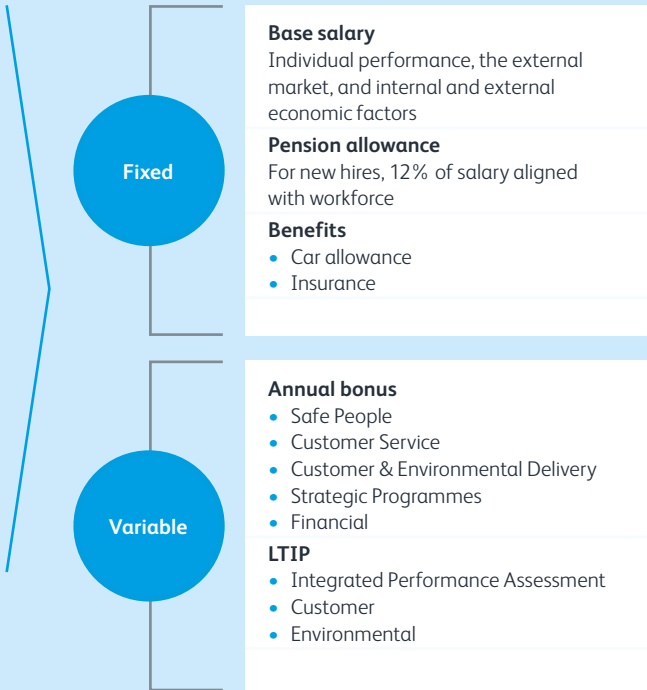 Fixed
Base salary
Individual performance, the external
market, and internal and external
economic factors
Pension allowance
For new hires, 12% of salary aligned
with workforce
Benefits
• Car allowance
• Insurance
Variable
Annual bonus
• Safe People
• Customer Service
• Customer & Environmental Delivery
• Strategic Programmes
• Financial
LTIP
• Integrated Performance Assessment
• Customer
• Environmental